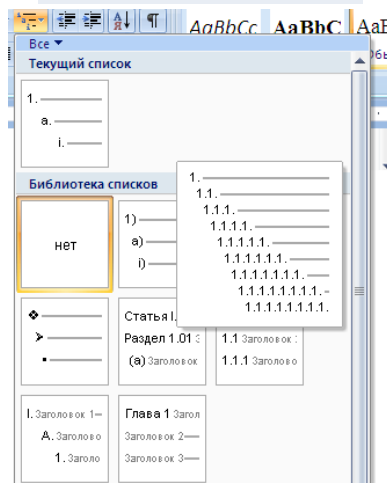 АЯ ¶ AaBbCc AaBbC AaB
Все
Текущий список
1.
a.
i.
Библиотека списков
нет
1)
a)
i)
1.
1.1.
1.1.1.
1.1.1.1.
1.1.1.1.1.
1.1.1.1.1.1.
1.1.1.1.1.1.1.
1.1.1.1.1.1.1.1.
1.1.1.1.1.1.1.1.1.
Статья I.
Раздел 1.01
(a) Заголовок
1.1 Заголовок
1.1.1 Заголово
I. Заголовок 1
A. Заголово
1. Заголо
Глава 1 Загол
Заголовок 2
Заголовок 3